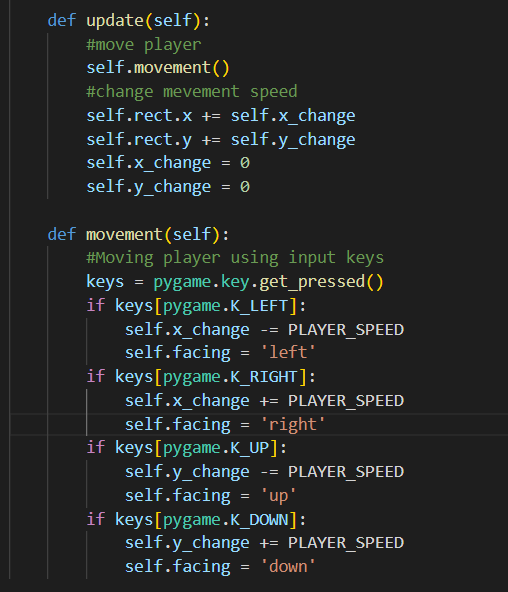 def update(self):
#move player
self.movement()
#change mevement speed
self.rect.x += self.x_change
self.rect.y += self.y_change
self.x_change = 0
self.y_change = 0
def movement(self):
#Moving player using input keys
keys = pygame.key.get_pressed()
if keys[pygame.K_LEFT]:
self.x_change -= PLAYER_SPEED
self.facing = 'left'
if keys[pygame.K_RIGHT]:
self.x_change += PLAYER_SPEED
self.facing = 'right'
if keys[pygame.K_UP]:
self.y_change -= PLAYER_SPEED
self.facing = 'up'
if keys[pygame.K_DOWN]:
self.y_change += PLAYER_SPEED
self.facing = 'down'